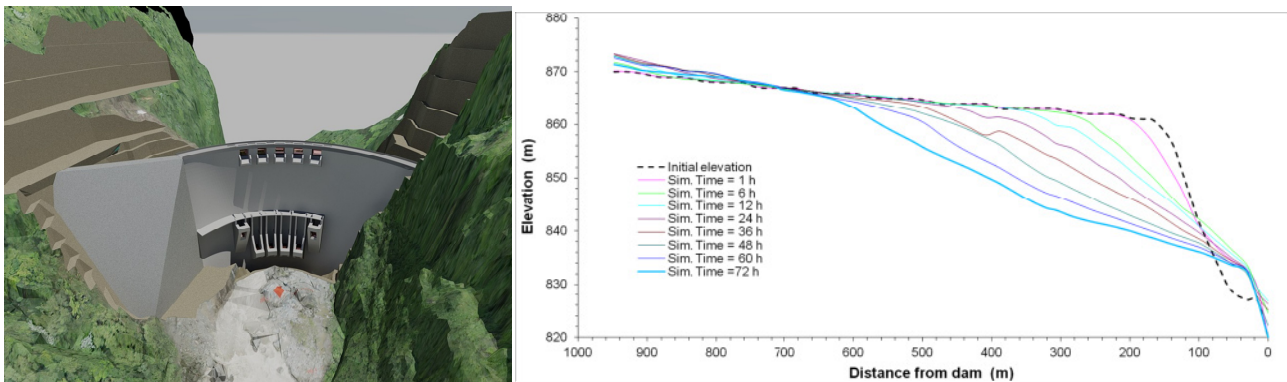 880
870
860
850
840
830
820
Elevation (m)
Initial elevation
Sim. Time = 1 h
Sim. Time = 6 h
Sim. Time = 12 h
Sim. Time = 24 h
Sim. Time = 36 h
Sim. Time = 48 h
Sim. Time = 60 h
Sim. Time =72 h
1000 900 800 700 600 500 400 300 200 100 0
Distance from dam (m)